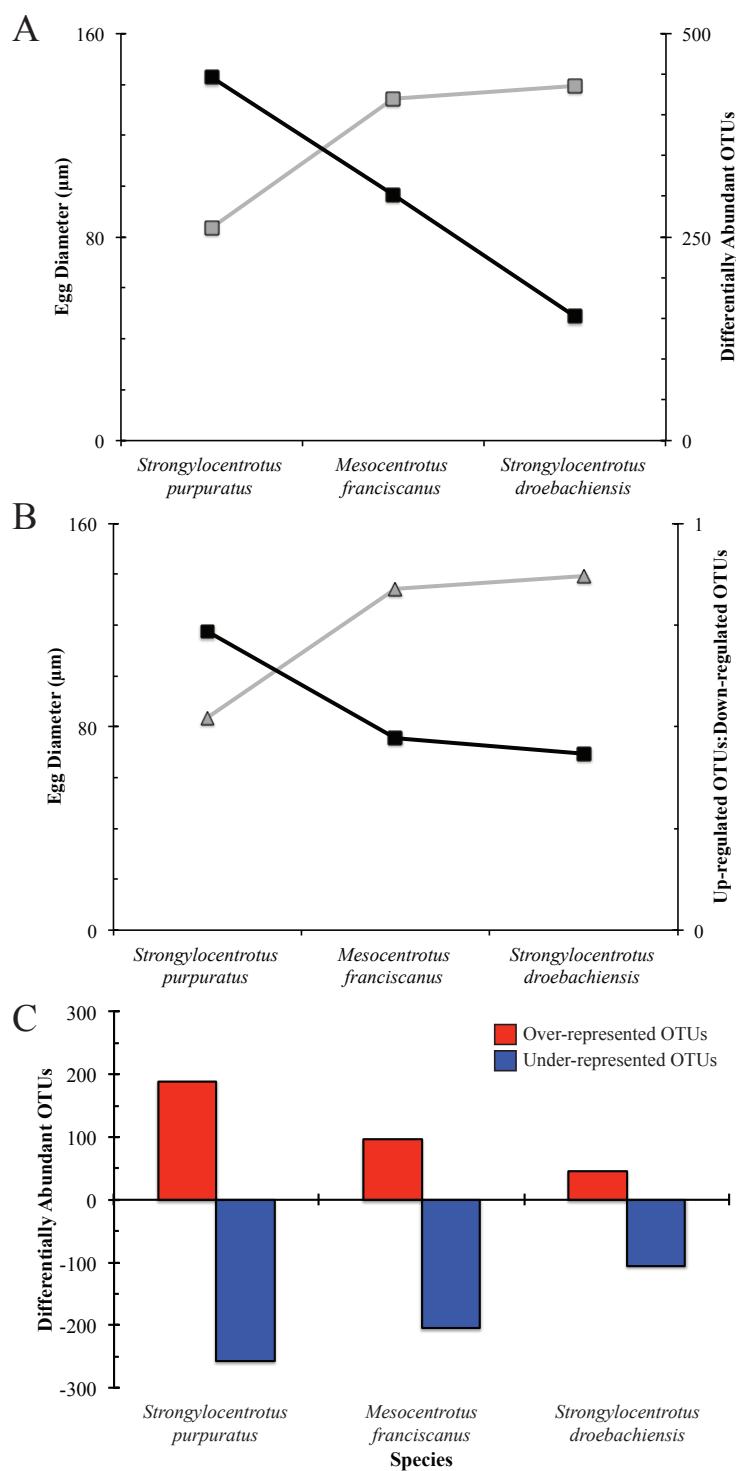 A
160
500
Egg Diameter (µm)
80
250
Differentially Abundant OTUs
0
0
Strongylocentrotus
purpuratus
Mesocentrotus
franciscanus
Strongylocentrotus
droebachiensis
B
160
1
Egg Diameter (µm)
80
Up-regulated OTUs:Down-regulated OTUs
0
0
Strongylocentrotus
purpuratus
Mesocentrotus
franciscanus
Strongylocentrotus
droebachiensis
C
300
Over-represented OTUs
Under-represented OTUs
200
100
0
-100
-200
-300
Differentially Abundant OTUs
Strongylocentrotus
purpuratus
Mesocentrotus
franciscanus
Strongylocentrotus
droebachiensis
Species